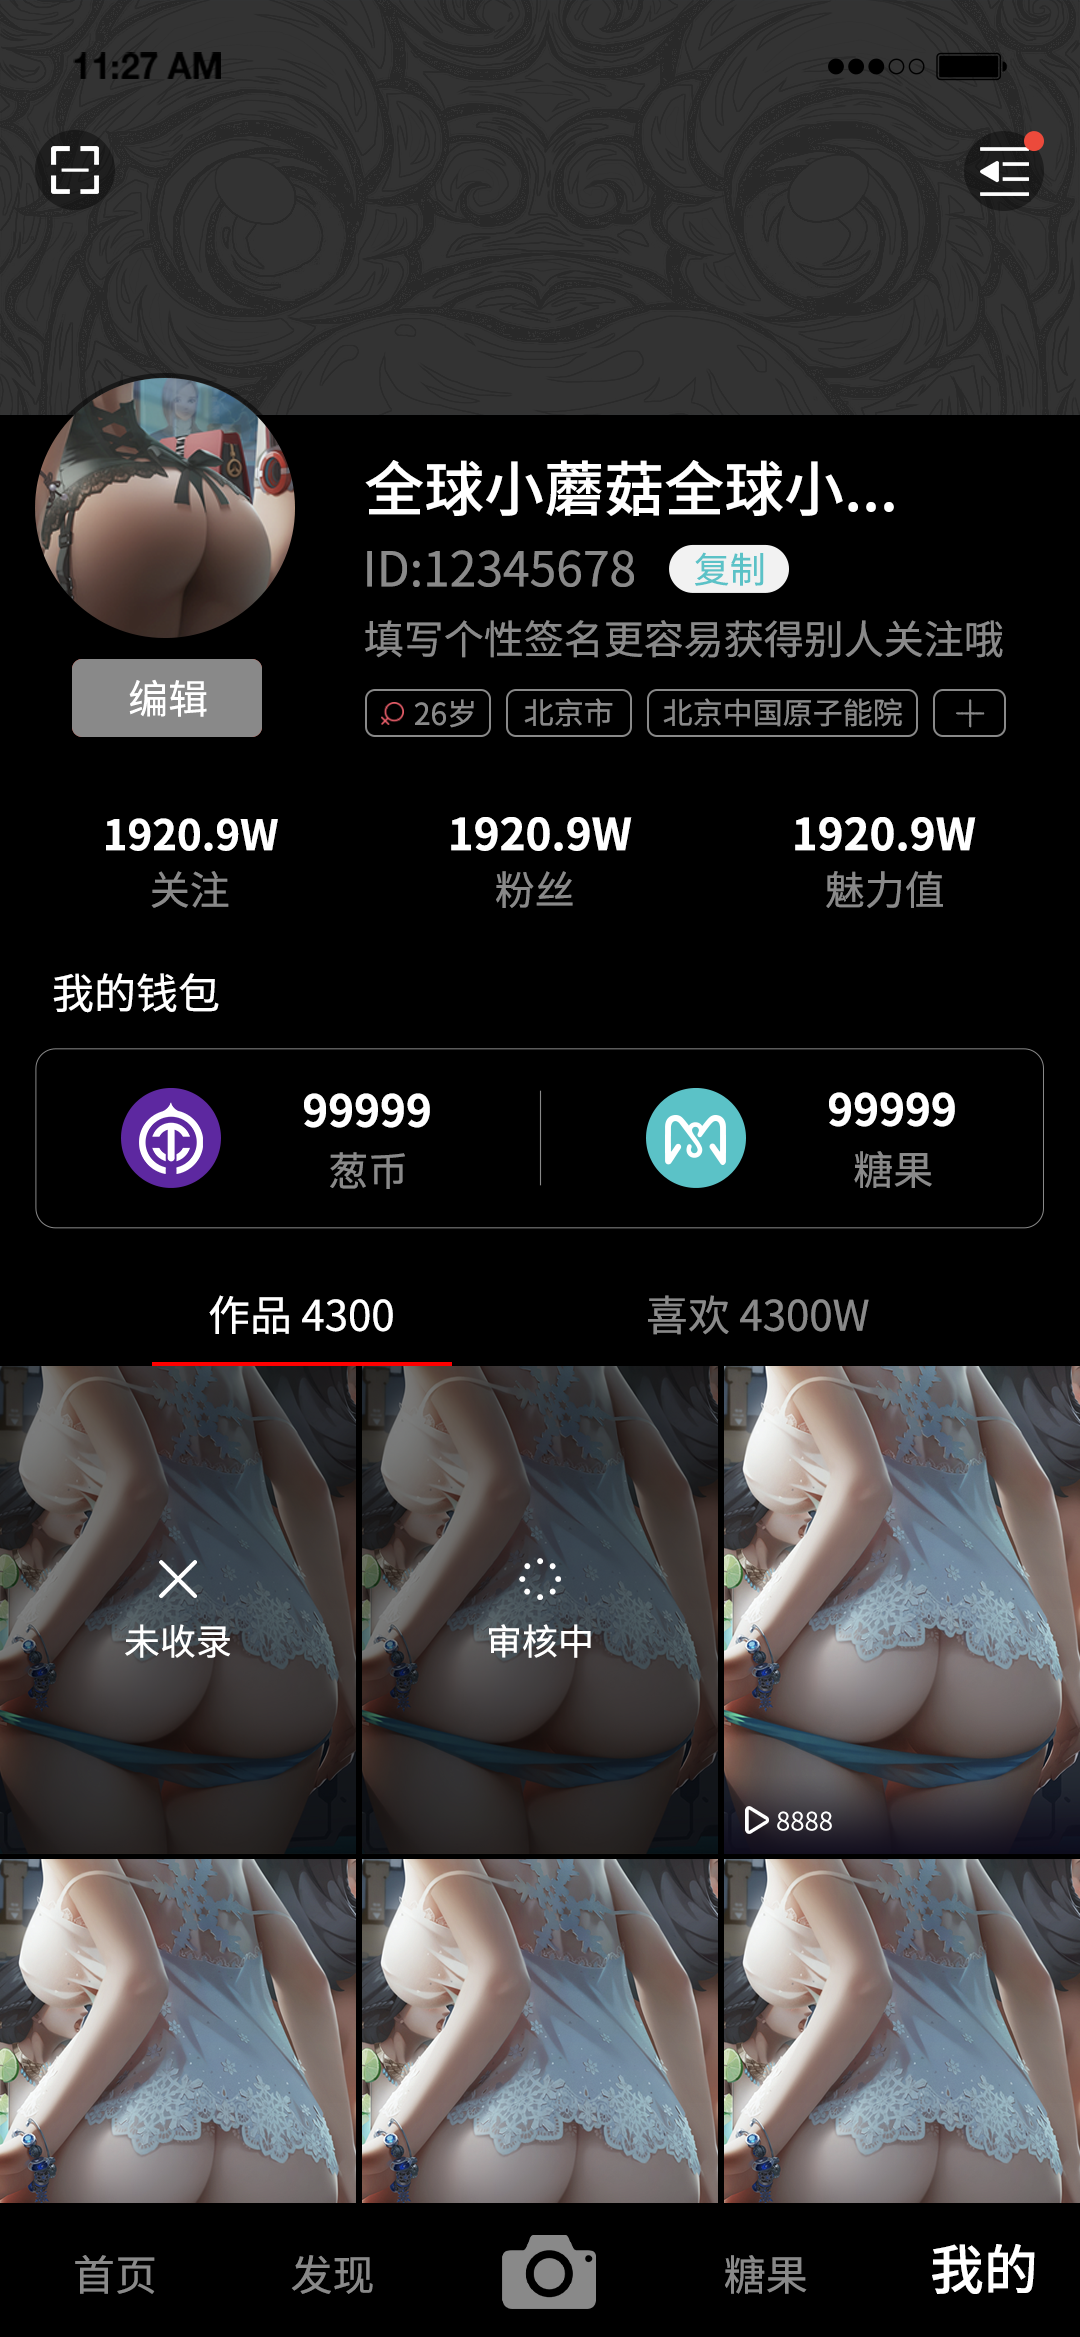 11:27 AM
全球小蘑菇全球小...
ID:12345678 复制
填写个性签名更容易获得别人关注哦
编辑
26岁 北京市 北京中国原子能院
1920.9W 1920.9W 1920.9W
关注 粉丝 魅力值
我的钱包
99999 99999
葱币 糖果
作品 4300 喜欢 4300W
未收录 审核中
8888
首页 发现 糖果 我的